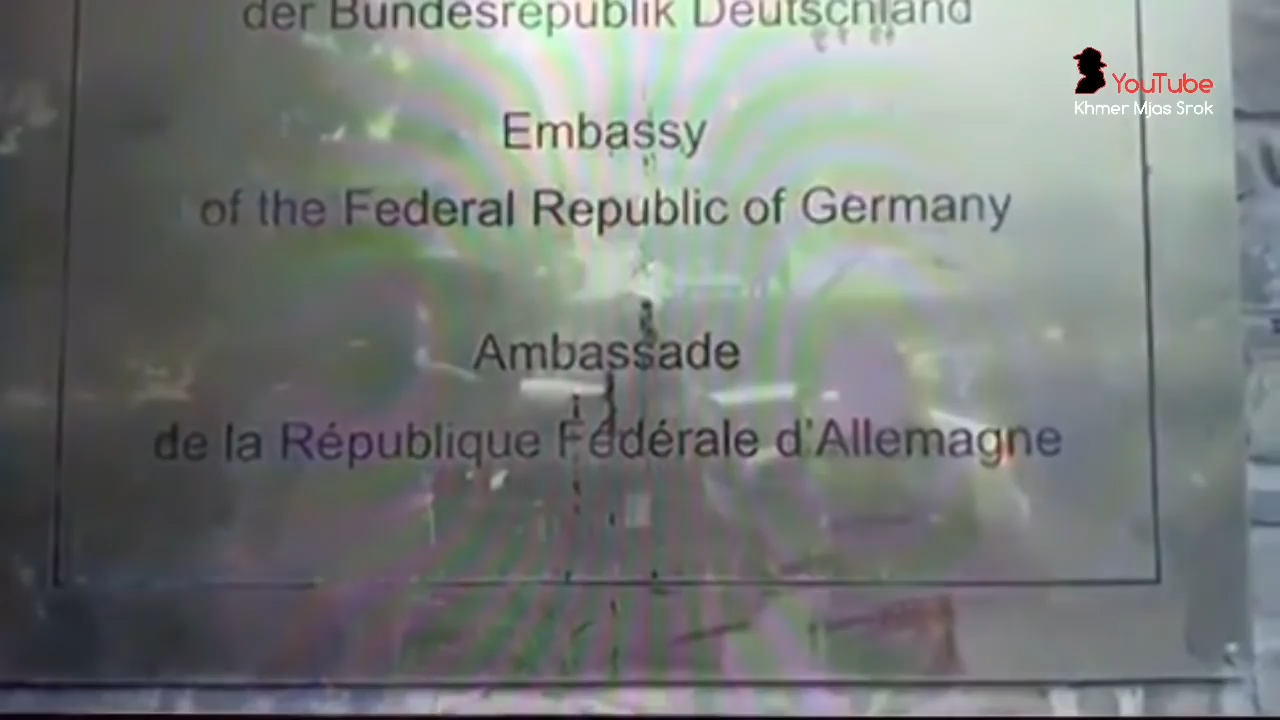 der Bundesrepublik Deutschland
YouTube
Khmer Mjas Srok
Embassy
of the Federal Republic of Germany
Ambassade
de la République Fédérale d'Allemagne